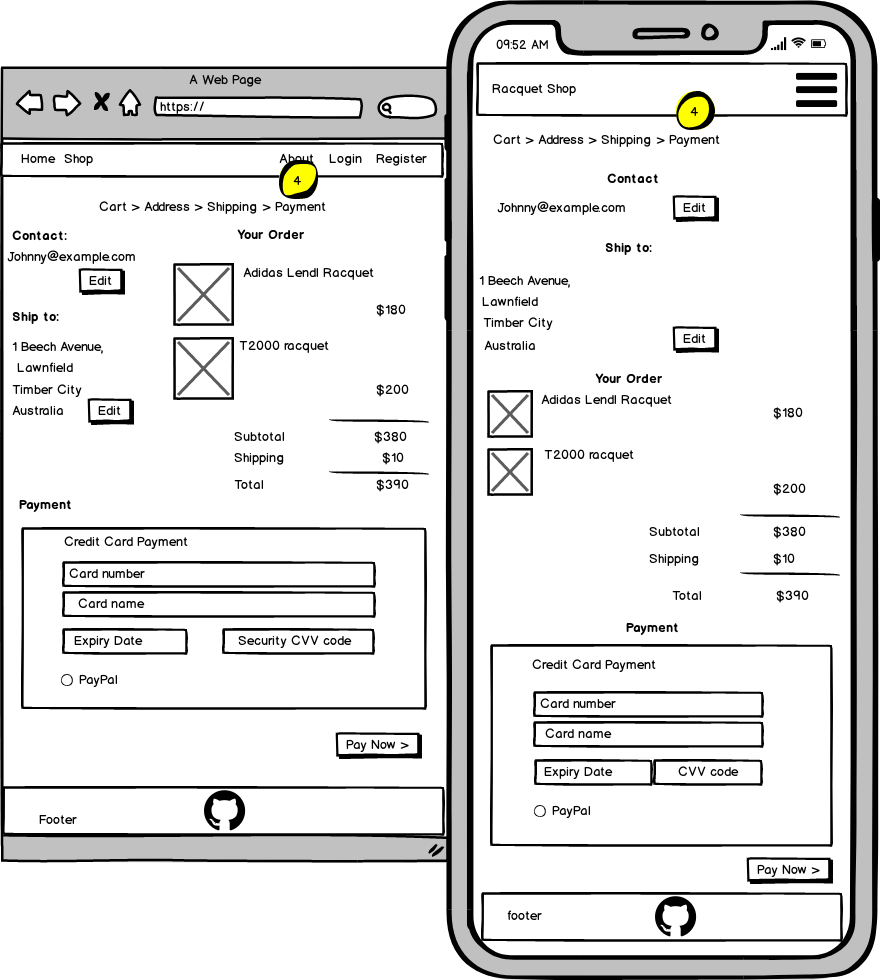 A Web Page
https://
Home Shop About Login Register
4
Cart > Address > Shipping > Payment
Contact:
Johnny@example.com
Edit
Ship to:
1 Beech Avenue,
Lawnfield
Timber City
Australia
Edit
Your Order
Adidas Lendl Racquet
$180
T2000 racquet
$200
Subtotal $380
Shipping $10
Total $390
Payment
Credit Card Payment
Card number
Card name
Expiry Date Security CVV code
PayPal
Pay Now >
Footer
09:52 AM
Racquet Shop
4
Cart > Address > Shipping > Payment
Contact
Johnny@example.com Edit
Ship to:
1 Beech Avenue,
Lawnfield
Timber City
Australia
Edit
Your Order
Adidas Lendl Racquet
$180
T2000 racquet
$200
Subtotal $380
Shipping $10
Total $390
Payment
Credit Card Payment
Card number
Card name
Expiry Date CVV code
PayPal
Pay Now >
footer